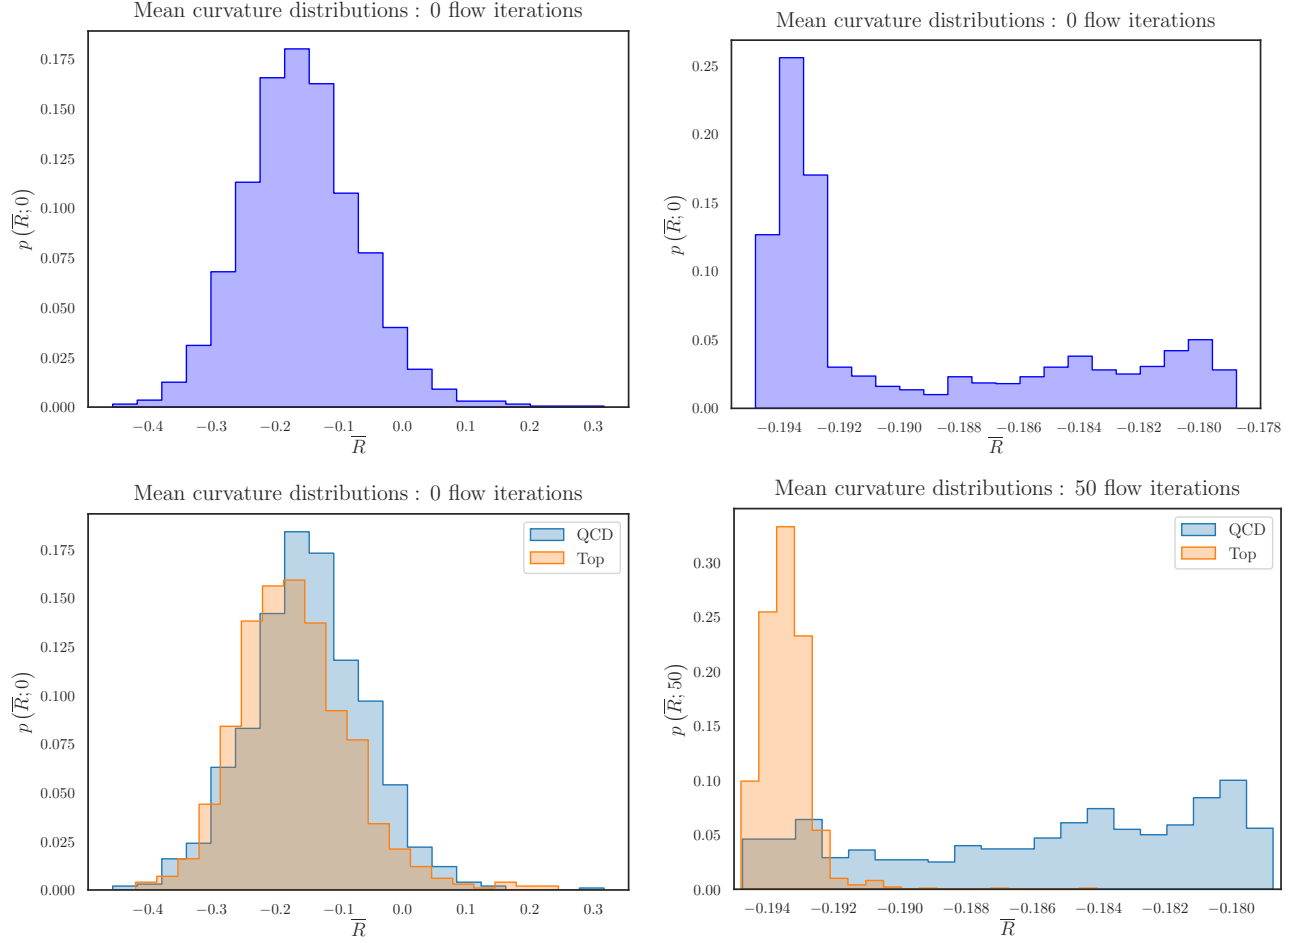 Mean curvature distributions : 0 flow iterations
0.175
0.150
0.125
0.100
0.075
0.050
0.025
0.000
p(R̅;0)
−0.4 −0.3 −0.2 −0.1 0.0 0.1 0.2 0.3
R̅
Mean curvature distributions : 0 flow iterations
0.25
0.20
0.15
0.10
0.05
0.00
p(R̅;0)
−0.194 −0.192 −0.190 −0.188 −0.186 −0.184 −0.182 −0.180 −0.178
R̅
Mean curvature distributions : 0 flow iterations
QCD
Top
0.175
0.150
0.125
0.100
0.075
0.050
0.025
0.000
p(R̅;0)
−0.4 −0.3 −0.2 −0.1 0.0 0.1 0.2 0.3
R̅
Mean curvature distributions : 50 flow iterations
QCD
Top
0.30
0.25
0.20
0.15
0.10
0.05
0.00
p(R̅;50)
−0.194 −0.192 −0.190 −0.188 −0.186 −0.184 −0.182 −0.180
R̅